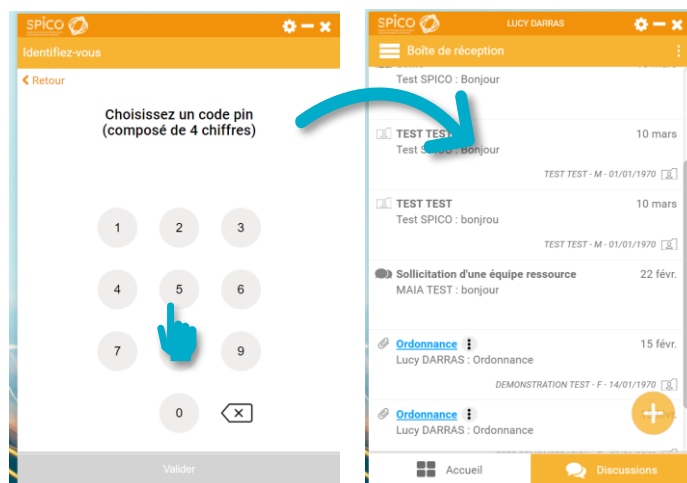 SPICO
Identifiez-vous
Retour
Choisissez un code pin
(composé de 4 chiffres)
1 2 3
4 5 6
7 9
0
Valider
SPICO LUCY DARRAS
Boîte de réception
Test SPICO : Bonjour
TEST TEST 10 mars
Bonjour
TEST TEST - M - 01/01/1970
TEST TEST 10 mars
Test SPICO : bonjrou
TEST TEST - M - 01/01/1970
Sollicitation d'une équipe ressource 22 févr.
MAIA TEST : bonjour
Ordonnance 15 févr.
Lucy DARRAS : Ordonnance
DEMONSTRATION TEST - F - 14/01/1970
Ordonnance
Lucy DARRAS : Ordonnance
Accueil Discussions